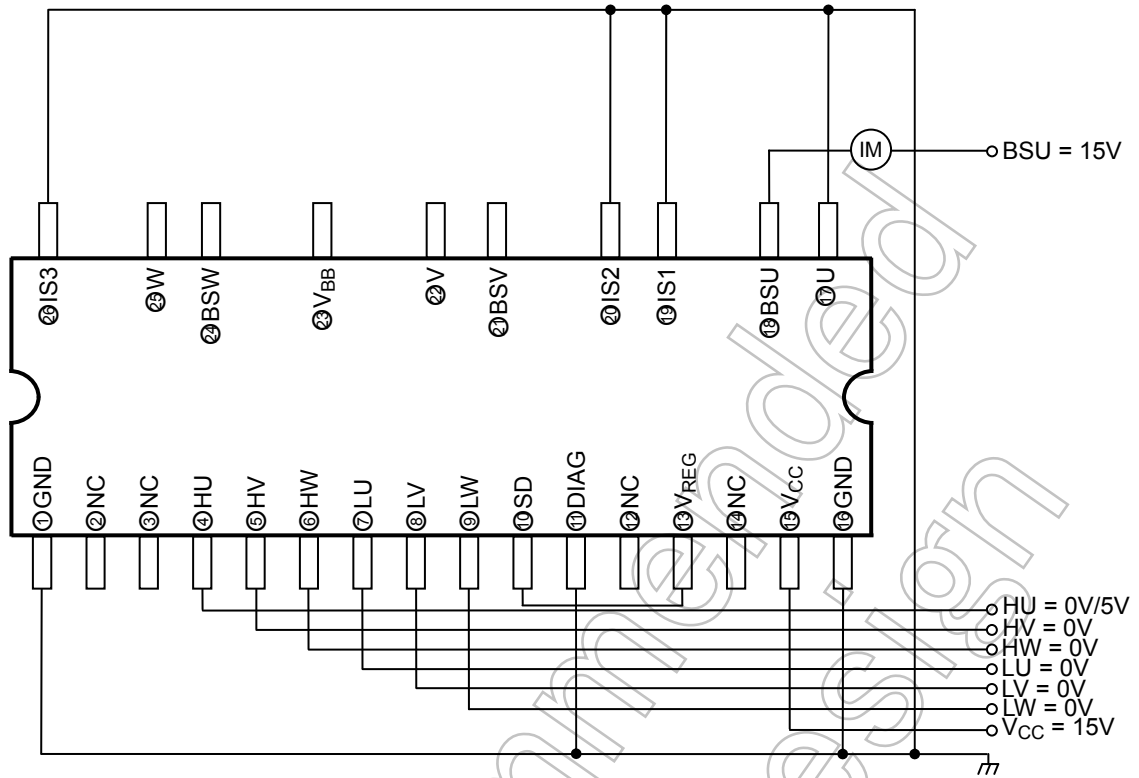 IM
BSU = 15V
㉖IS3
㉕W
㉔BSW
㉓VBB
㉒V
㉑BSV
⑳IS2
⑲IS1
⑱BSU
⑰U
①GND
②NC
③NC
④HU
⑤HV
⑥HW
⑦LU
⑧LV
⑨LW
⑩SD
⑪DIAG
⑫NC
⑬VREG
⑭NC
⑮VCC
⑯GND
HU = 0V/5V
HV = 0V
HW = 0V
LU = 0V
LV = 0V
LW = 0V
VCC = 15V